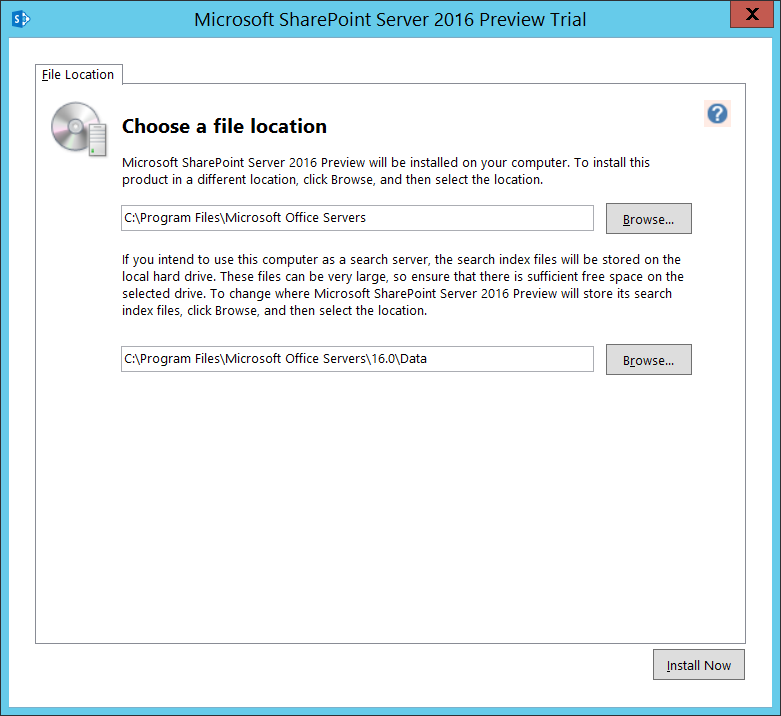 Microsoft SharePoint Server 2016 Preview Trial
File Location
Choose a file location
Microsoft SharePoint Server 2016 Preview will be installed on your computer. To install this
product in a different location, click Browse, and then select the location.
C:\Program Files\Microsoft Office Servers
Browse...
If you intend to use this computer as a search server, the search index files will be stored on the
local hard drive. These files can be very large, so ensure that there is sufficient free space on the
selected drive. To change where Microsoft SharePoint Server 2016 Preview will store its search
index files, click Browse, and then select the location.
C:\Program Files\Microsoft Office Servers\16.0\Data
Browse...
Install Now